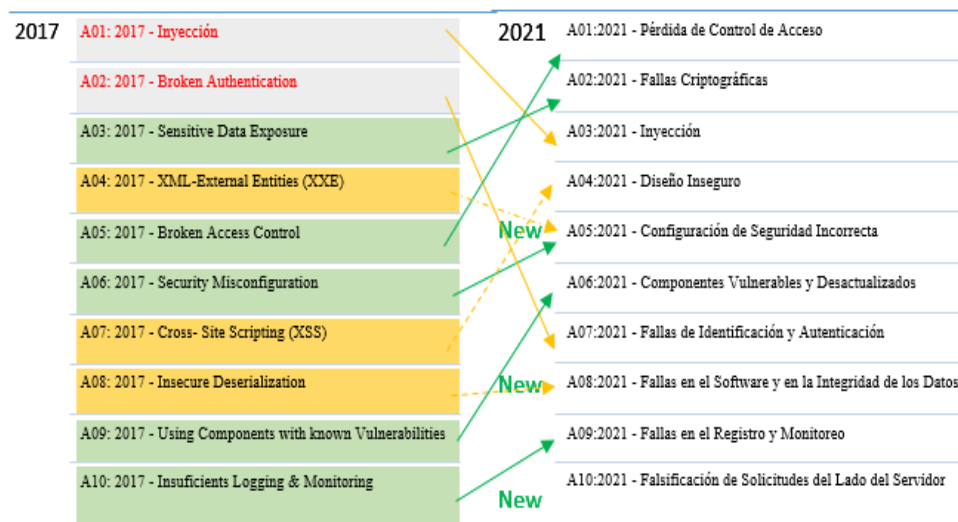 2017
A01: 2017 - Inyección
A02: 2017 - Broken Authentication
A03: 2017 - Sensitive Data Exposure
A04: 2017 - XML-External Entities (XXE)
A05: 2017 - Broken Access Control
A06: 2017 - Security Misconfiguration
A07: 2017 - Cross- Site Scripting (XSS)
A08: 2017 - Insecure Deserialization
A09: 2017 - Using Components with known Vulnerabilities
A10: 2017 - Insuficients Logging & Monitoring
2021
A01:2021 - Pérdida de Control de Acceso
A02:2021 - Fallas Criptográficas
A03:2021 - Inyección
A04:2021 - Diseño Inseguro
New
A05:2021 - Configuración de Seguridad Incorrecta
A06:2021 - Componentes Vulnerables y Desactualizados
A07:2021 - Fallas de Identificación y Autenticación
New
A08:2021 - Fallas en el Software y en la Integridad de los Datos
A09:2021 - Fallas en el Registro y Monitoreo
New
A10:2021 - Falsificación de Solicitudes del Lado del Servidor